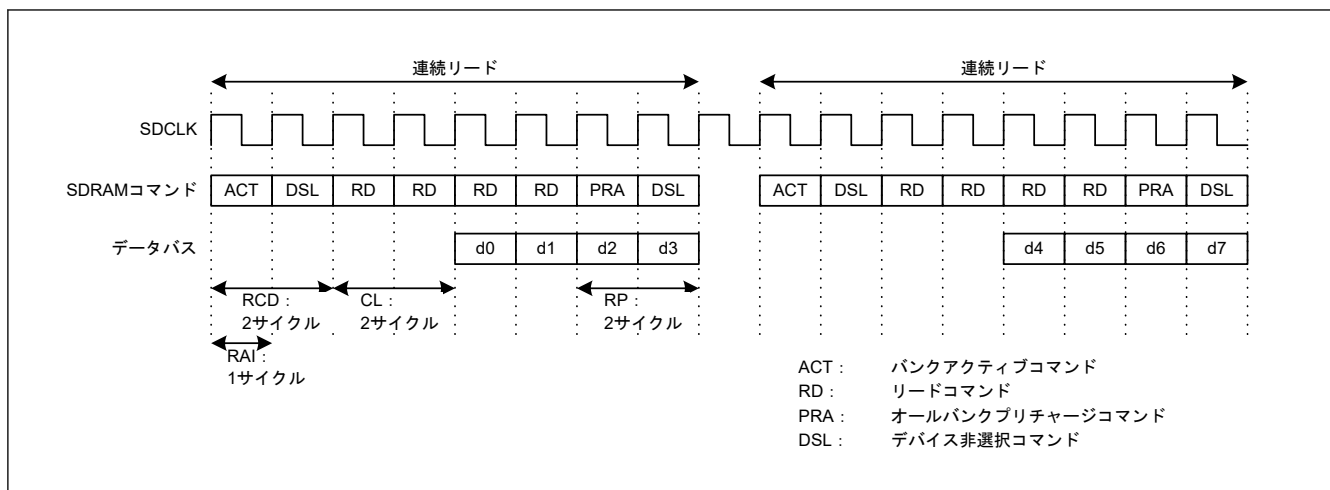 連続リード 連続リード
SDCLK
SDRAMコマンド ACT DSL RD RD RD RD PRA DSL ACT DSL RD RD RD RD PRA DSL
データバス d0 d1 d2 d3 d4 d5 d6 d7
RCD： CL： RP：
2サイクル 2サイクル 2サイクル
RAI：
1サイクル
ACT： バンクアクティブコマンド
RD： リードコマンド
PRA： オールバンクプリチャージコマンド
DSL： デバイス非選択コマンド